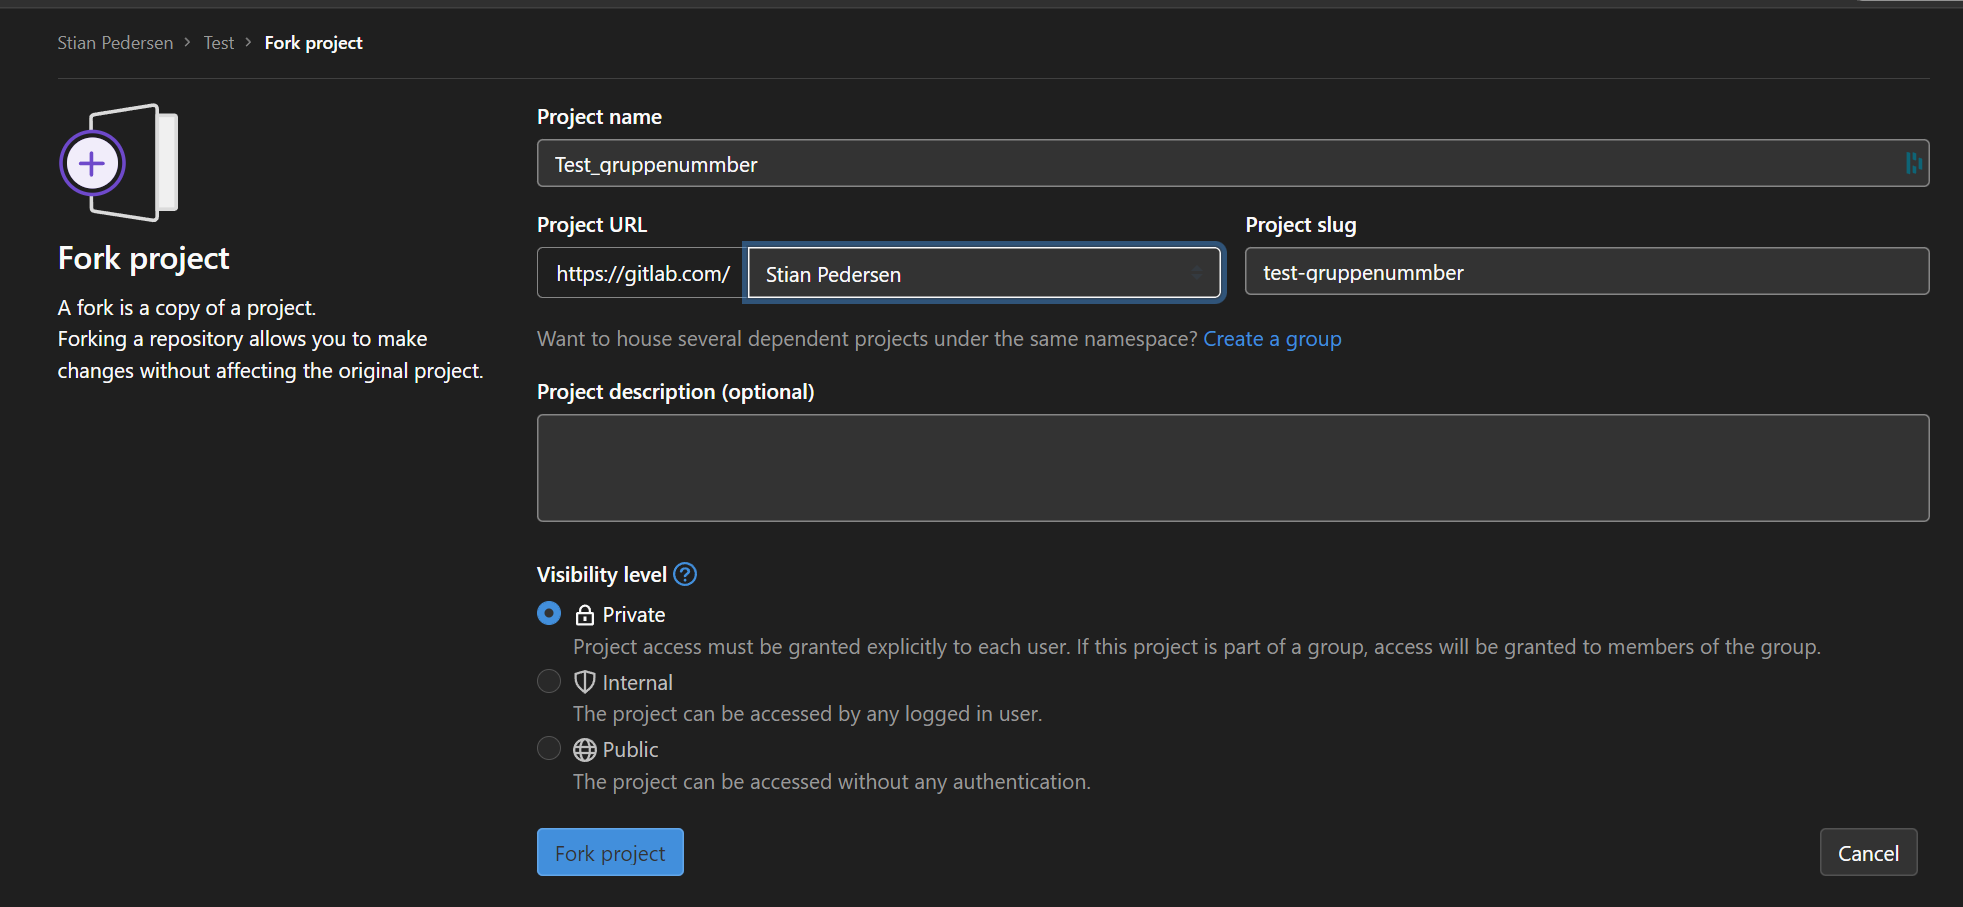 Stian Pedersen > Test > Fork project
Fork project
A fork is a copy of a project.
Forking a repository allows you to make
changes without affecting the original project.
Project name
Test_gruppenummber
Project URL
https://gitlab.com/ Stian Pedersen
Project slug
test-gruppenummber
Want to house several dependent projects under the same namespace? Create a group
Project description (optional)
Visibility level ?
Private
Project access must be granted explicitly to each user. If this project is part of a group, access will be granted to members of the group.
Internal
The project can be accessed by any logged in user.
Public
The project can be accessed without any authentication.
Fork project
Cancel